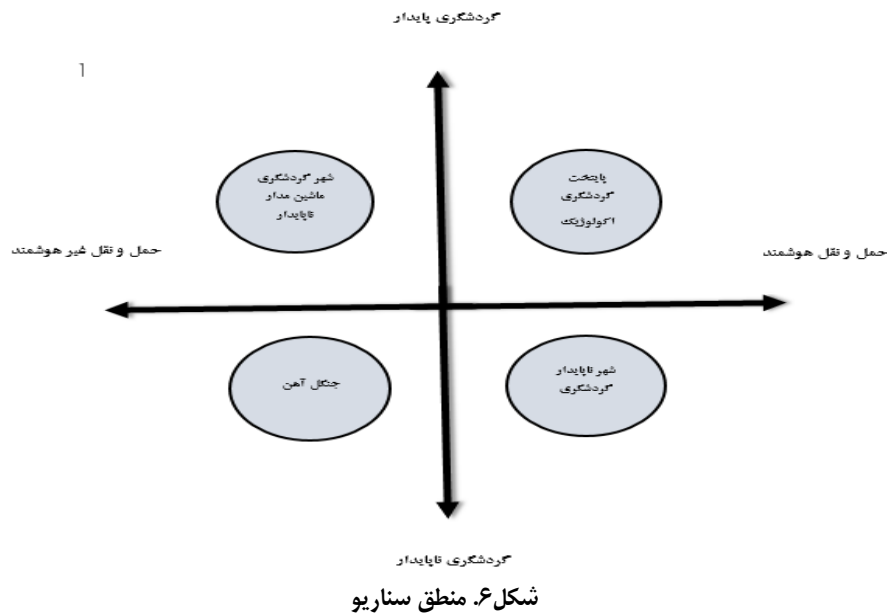 گردشگری پایدار
1
شهر گردشگری
ماشین مدار
ناپایدار
پایتخت
گردشگری
اکولوژیک
حمل و نقل غیر هوشمند
حمل و نقل هوشمند
جنگل آهن
شهر ناپایدار
گردشگری
گردشگری ناپایدار
شکل۶. منطق سناریو